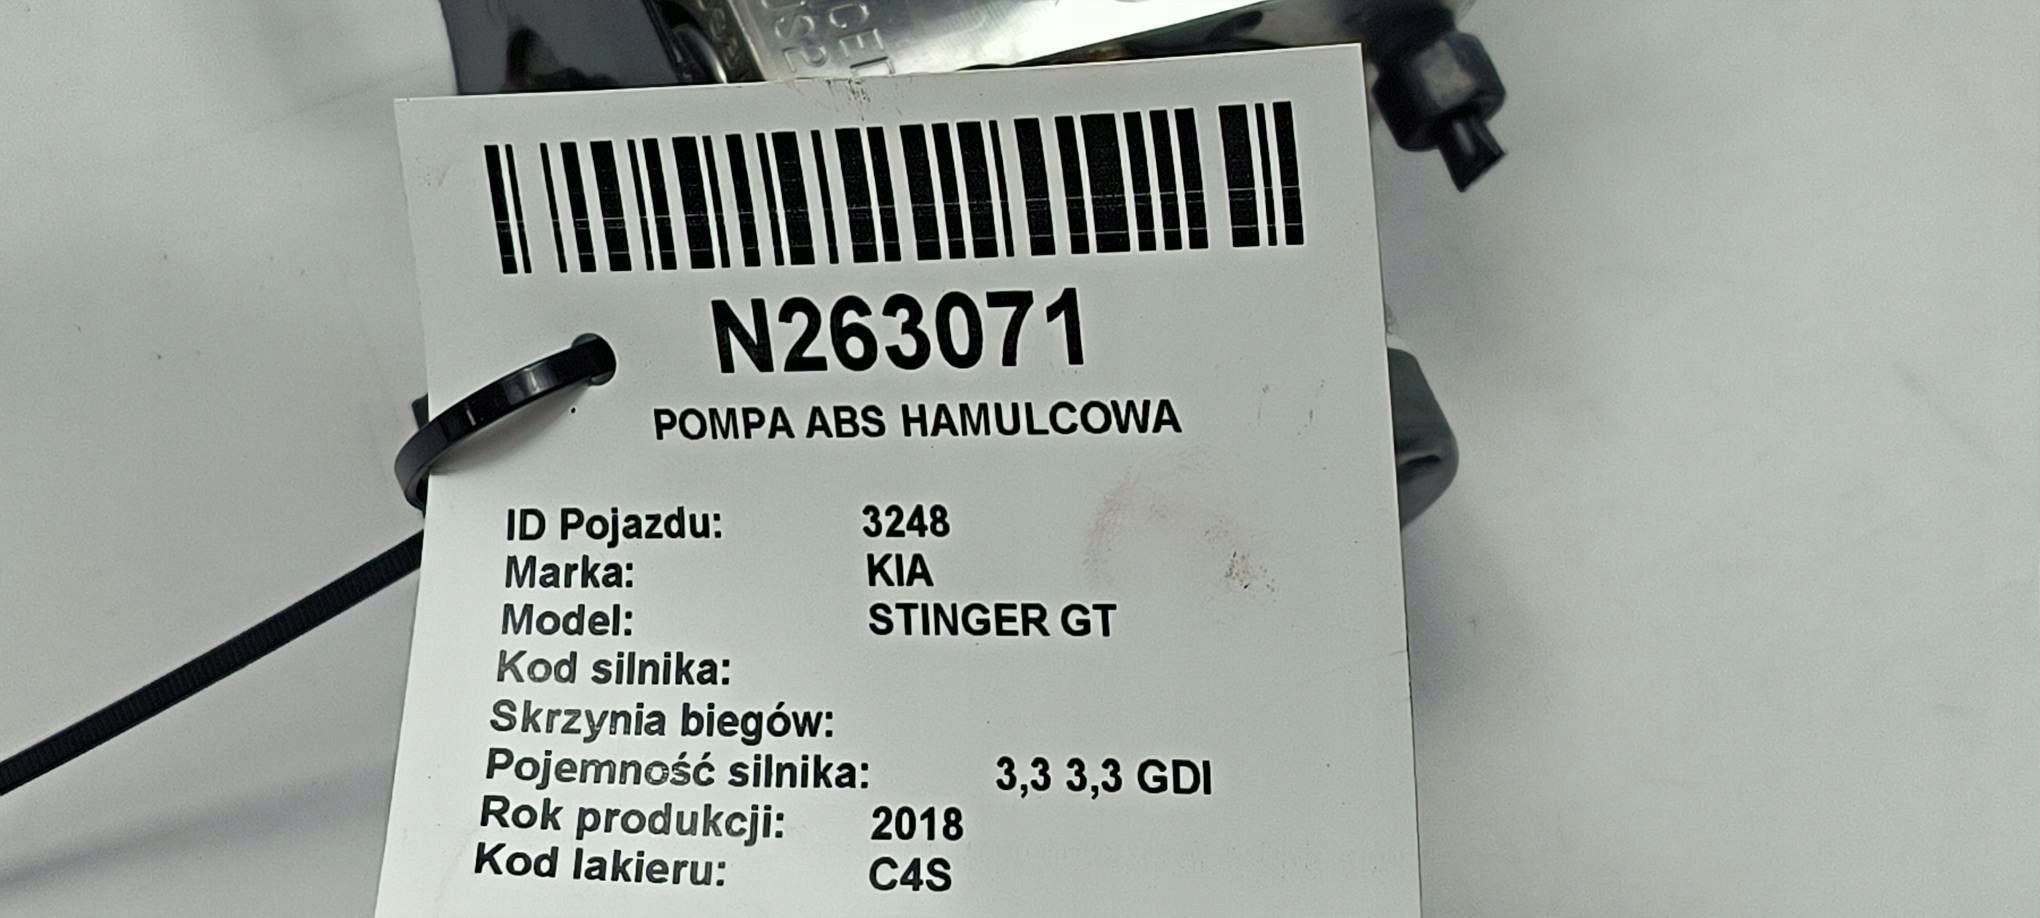 N263071
POMPA ABS HAMULCOWA
ID Pojazdu: 3248
Marka: KIA
Model: STINGER GT
Kod silnika:
Skrzynia biegów:
Pojemność silnika: 3,3 3,3 GDI
Rok produkcji: 2018
Kod lakieru: C4S